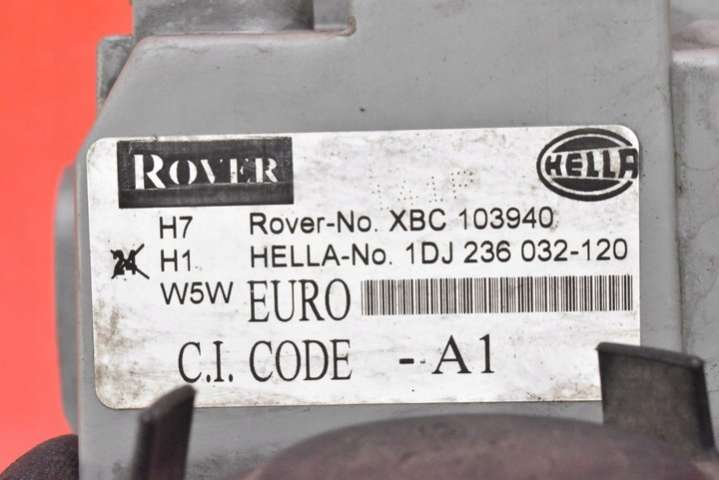 ROVER HELLA
H7 Rover-No. XBC 103940
24 H1 HELLA-No. 1DJ 236 032-120
W5W EURO
C.I. CODE - A1